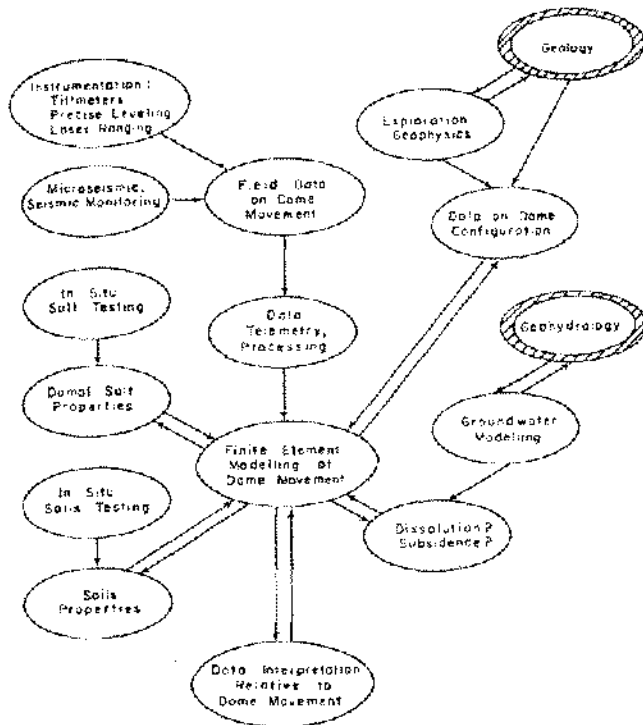 Geology
Instrumentation:
Tiltmeters
Precise Leveling
Laser Ranging
Exploration
Geophysics
Microseismic,
Seismic Monitoring
Field Data
on Dome
Movement
Data on Dome
Configuration
In Situ
Salt Testing
Data
Telemetry,
Processing
Geohydrology
Domal Salt
Properties
Groundwater
Modelling
Finite Element
Modelling of
Dome Movement
In Situ
Soils Testing
Dissolution?
Subsidence?
Soils
Properties
Data Interpretation
Relative to
Dome Movement